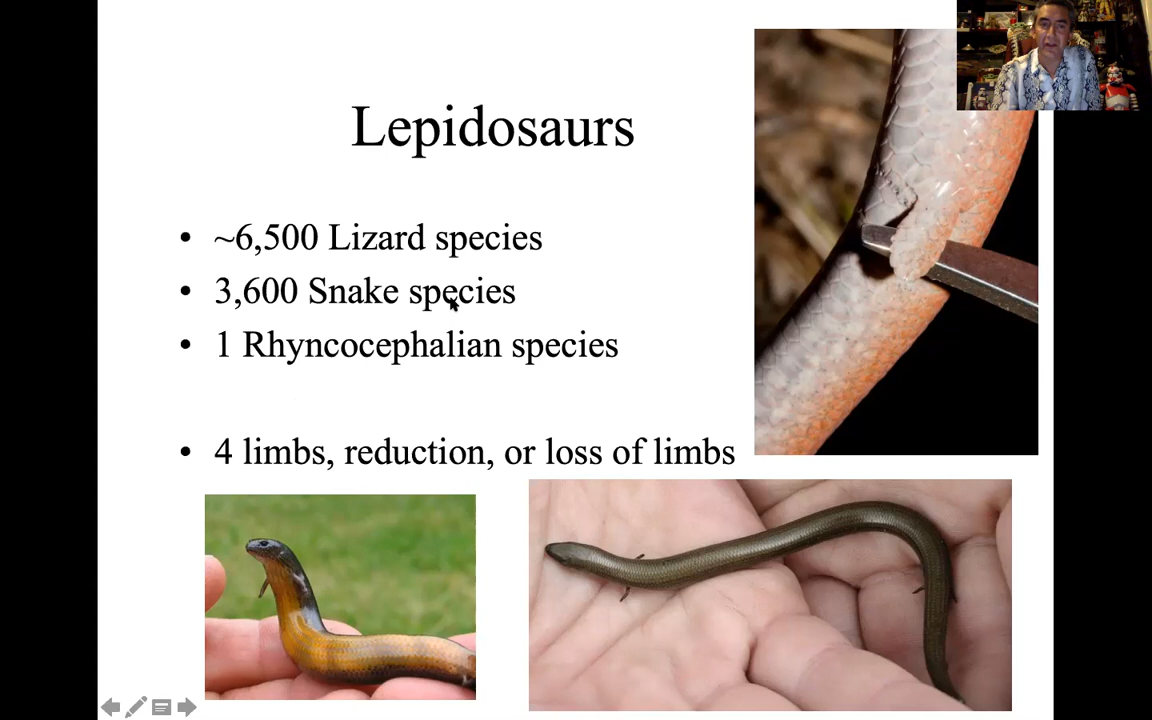 Lepidosaurs
• ~6,500 Lizard species
• 3,600 Snake species
• 1 Rhyncocephalian species
• 4 limbs, reduction, or loss of limbs